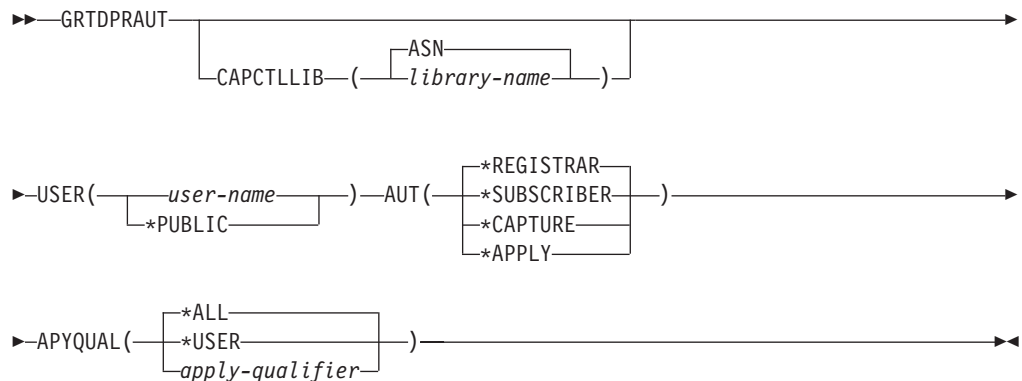 GRTDPRAUT
ASN
CAPCTLLIB ( library-name )
*REGISTRAR
USER( user-name ) AUT( *SUBSCRIBER )
*PUBLIC *CAPTURE
*APPLY
*ALL
APYQUAL( *USER )
apply-qualifier